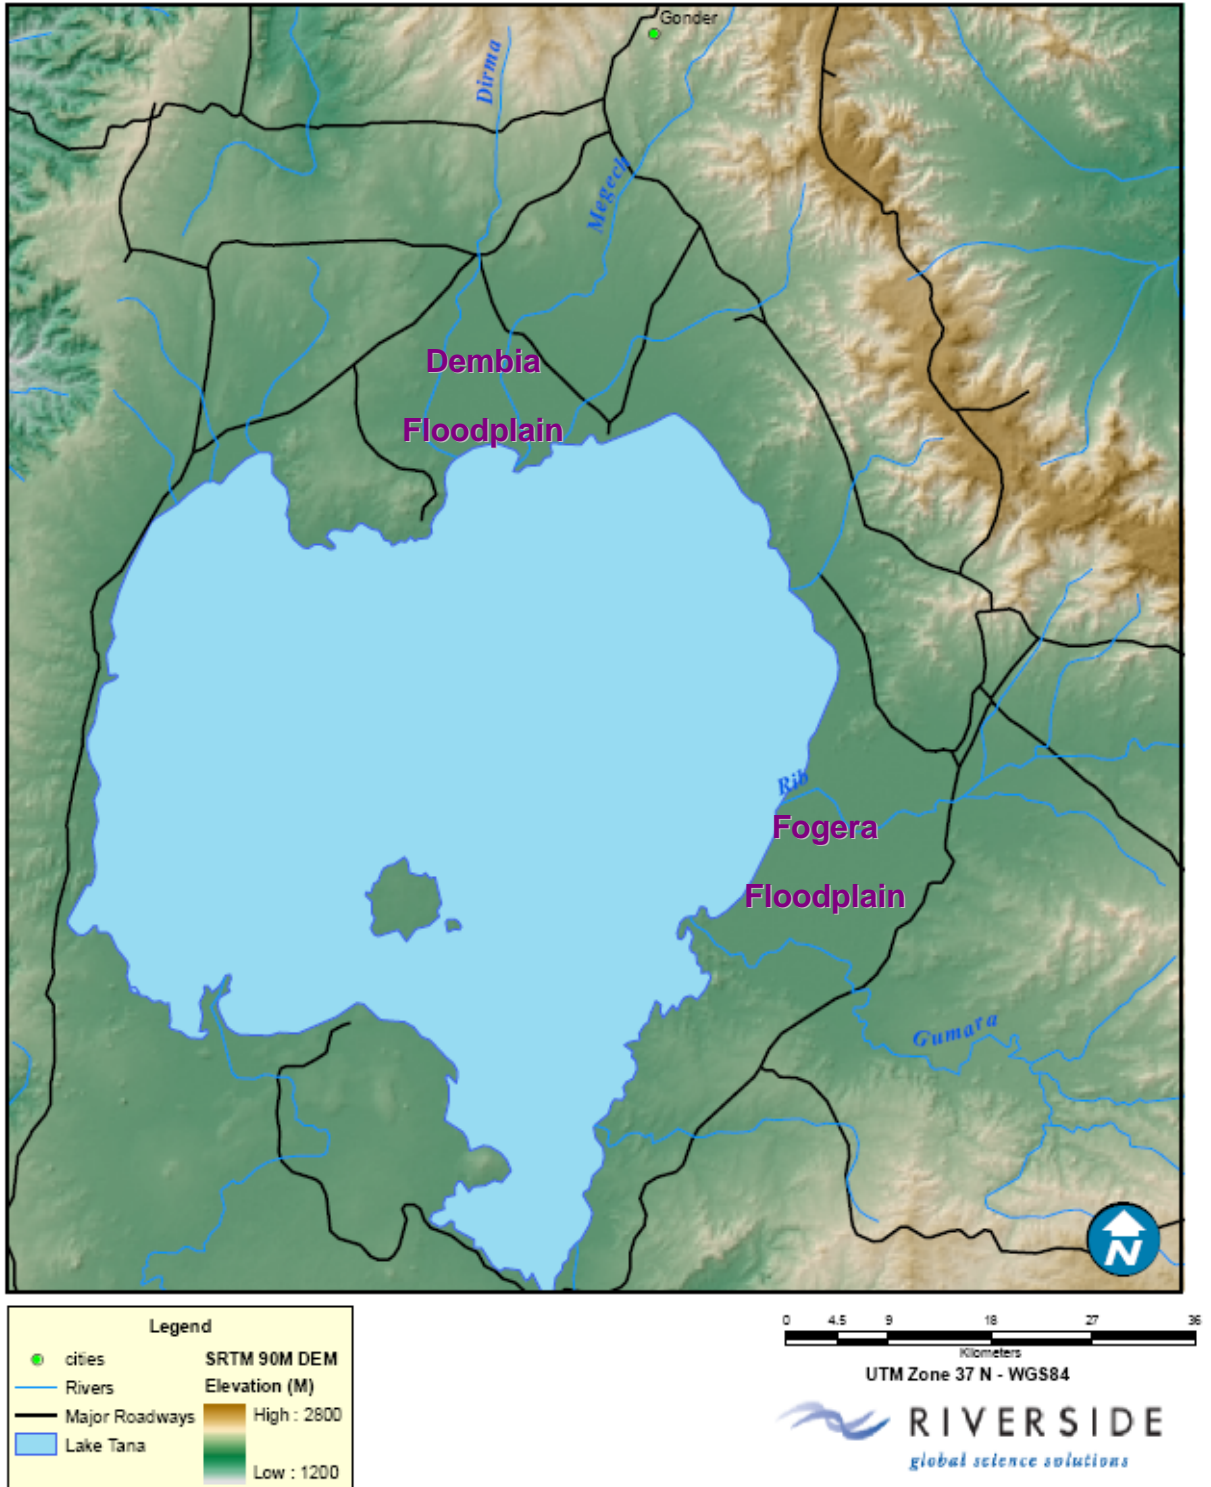 Gonder
Dirma
Megech
Dembia
Floodplain
Rib
Fogera
Floodplain
Gumara
N
Legend
cities
Rivers
Major Roadways
Lake Tana
SRTM 90M DEM
Elevation (M)
High : 2800
Low : 1200
0 4.5 9 18 27 36
Kilometers
UTM Zone 37 N - WGS84
RIVERSIDE
global science solutions